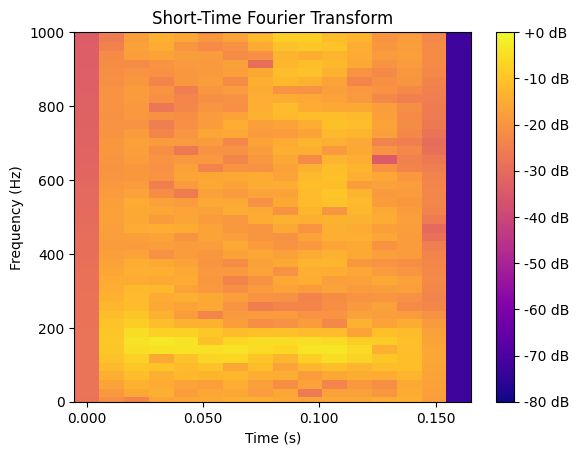 Short-Time Fourier Transform
1000
800
600
400
200
0
Frequency (Hz)
0.000
0.050
0.100
0.150
Time (s)
+0 dB
-10 dB
-20 dB
-30 dB
-40 dB
-50 dB
-60 dB
-70 dB
-80 dB